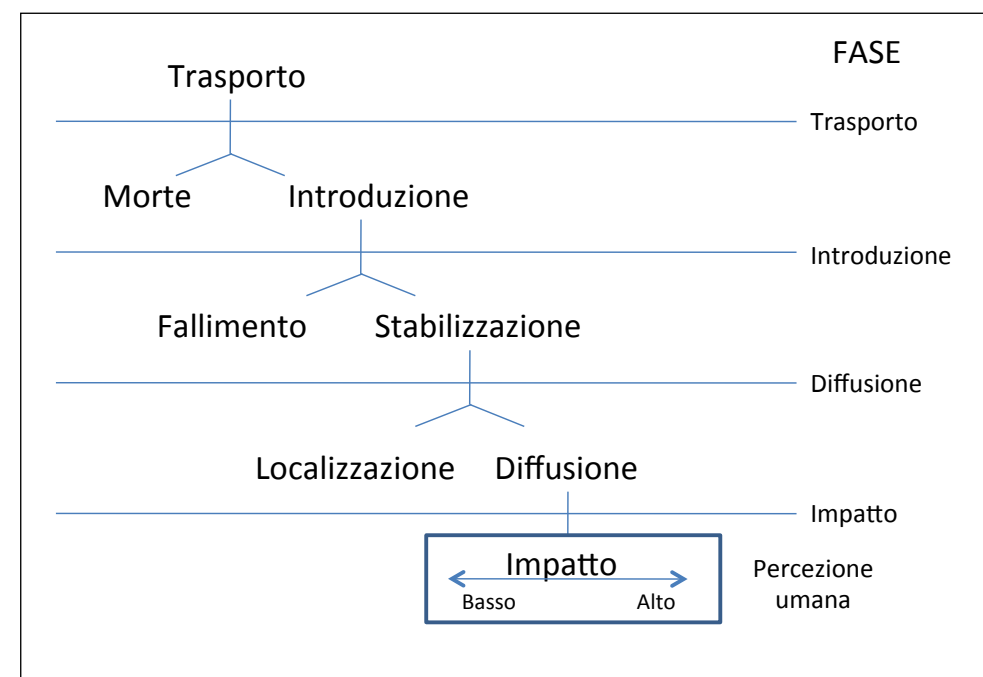 FASE
Trasporto
Trasporto
Morte
Introduzione
Introduzione
Fallimento
Stabilizzazione
Diffusione
Localizzazione
Diffusione
Impatto
Impatto
Basso
Alto
Percezione
umana